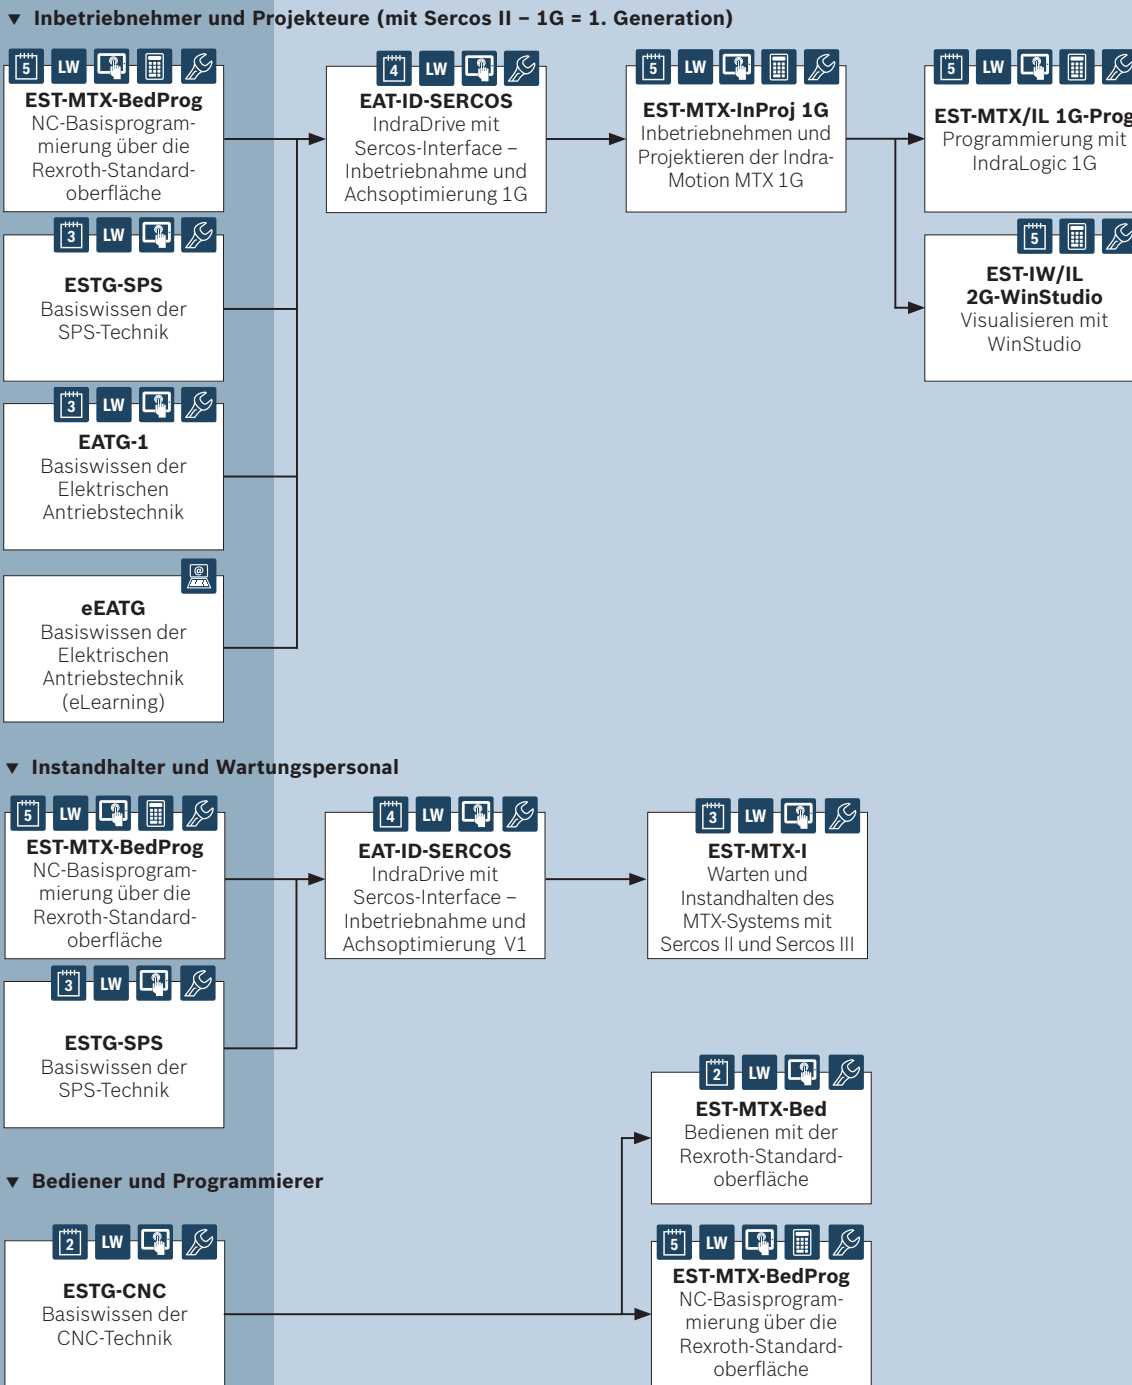 ▼ Inbetriebnehmer und Projekteure (mit Sercos II – 1G = 1. Generation)
5 LW
EST-MTX-BedProg
NC-Basisprogram-
mierung über die
Rexroth-Standard-
oberfläche
4 LW
EAT-ID-SERCOS
IndraDrive mit
Sercos-Interface –
Inbetriebnahme und
Achsoptimierung 1G
5 LW
EST-MTX-InProj 1G
Inbetriebnehmen und
Projektieren der Indra-
Motion MTX 1G
5 LW
EST-MTX/IL 1G-Prog
Programmierung mit
IndraLogic 1G
3 LW
ESTG-SPS
Basiswissen der
SPS-Technik
5
EST-IW/IL
2G-WinStudio
Visualisieren mit
WinStudio
3 LW
EATG-1
Basiswissen der
Elektrischen
Antriebstechnik
@
eEATG
Basiswissen der
Elektrischen
Antriebstechnik
(eLearning)
▼ Instandhalter und Wartungspersonal
5 LW
EST-MTX-BedProg
NC-Basisprogram-
mierung über die
Rexroth-Standard-
oberfläche
4 LW
EAT-ID-SERCOS
IndraDrive mit
Sercos-Interface –
Inbetriebnahme und
Achsoptimierung V1
3 LW
EST-MTX-I
Warten und
Instandhalten des
MTX-Systems mit
Sercos II und Sercos III
3 LW
ESTG-SPS
Basiswissen der
SPS-Technik
▼ Bediener und Programmierer
2 LW
ESTG-CNC
Basiswissen der
CNC-Technik
2 LW
EST-MTX-Bed
Bedienen mit der
Rexroth-Standard-
oberfläche
5 LW
EST-MTX-BedProg
NC-Basisprogram-
mierung über die
Rexroth-Standard-
oberfläche